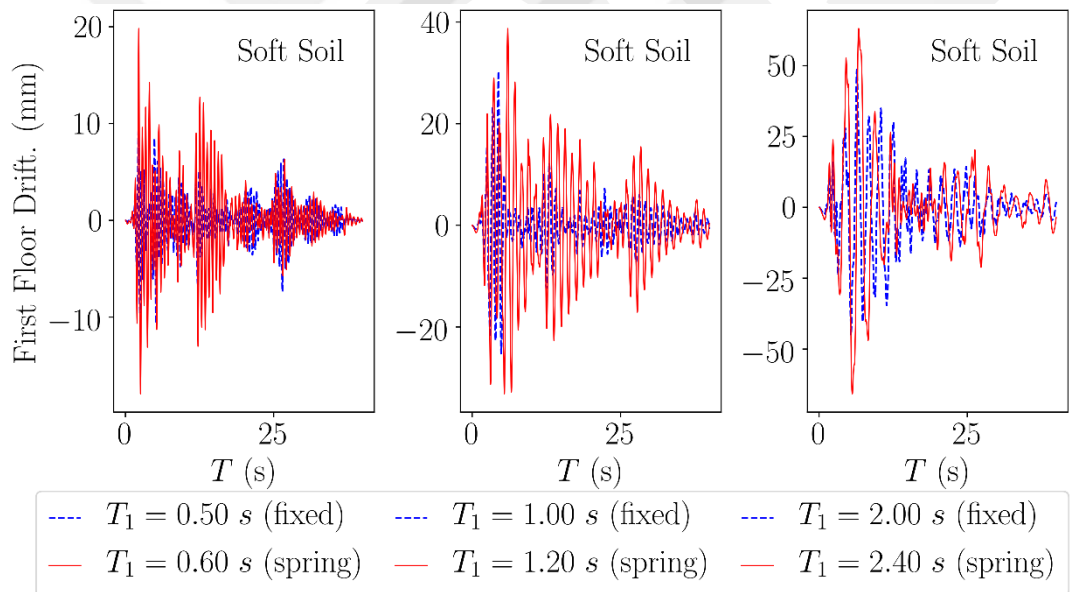 First Floor Drift. (mm)
20
10
0
−10
Soft Soil
0
25
T (s)
40
20
0
−20
Soft Soil
0
25
T (s)
50
25
0
−25
−50
Soft Soil
0
25
T (s)
T₁ = 0.50 s (fixed)
T₁ = 1.00 s (fixed)
T₁ = 2.00 s (fixed)
T₁ = 0.60 s (spring)
T₁ = 1.20 s (spring)
T₁ = 2.40 s (spring)